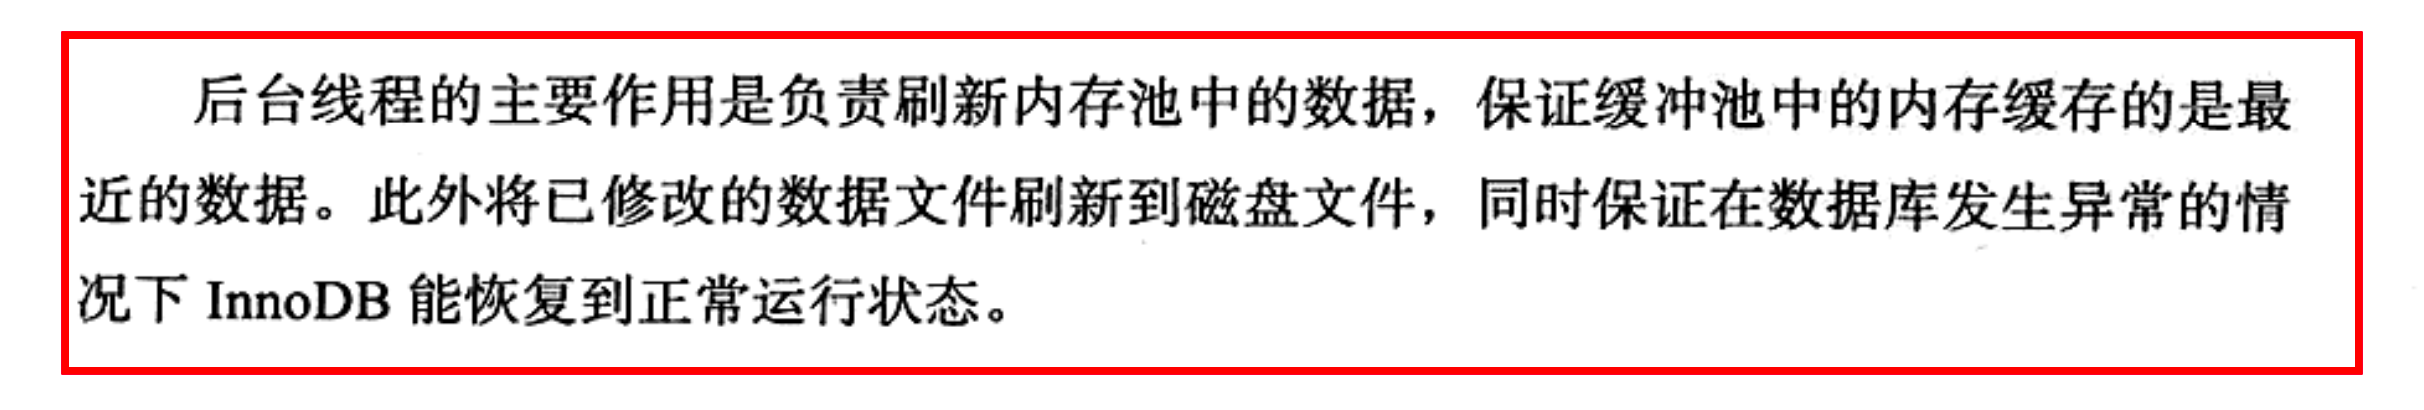 后台线程的主要作用是负责刷新内存池中的数据，保证缓冲池中的内存缓存的是最
近的数据。此外将已修改的数据文件刷新到磁盘文件，同时保证在数据库发生异常的情
况下 InnoDB 能恢复到正常运行状态。